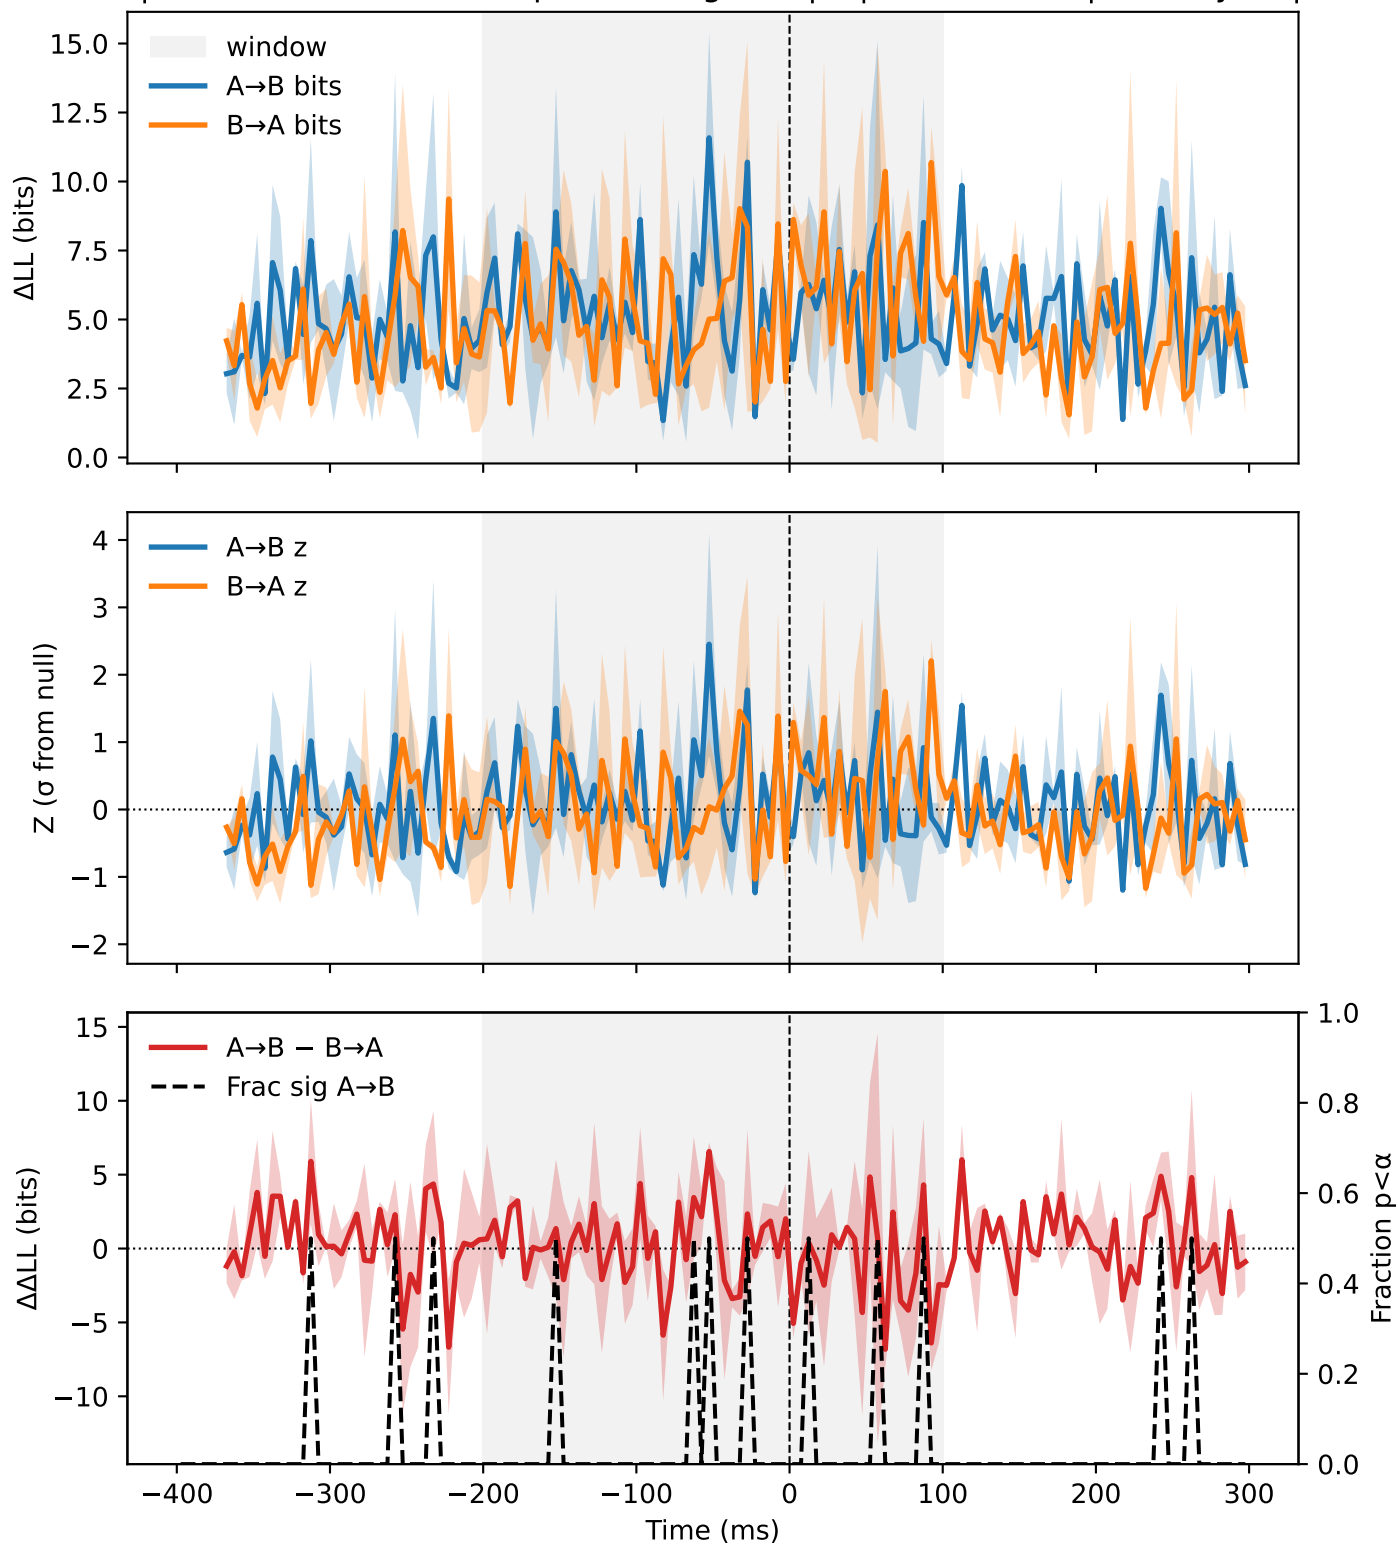 15.0
12.5
10.0
7.5
5.0
2.5
0.0
ΔLL (bits)
window
A→B bits
B→A bits
4
3
2
1
0
−1
−2
Z (σ from null)
A→B z
B→A z
15
10
5
0
−5
−10
ΔΔLL (bits)
A→B − B→A
Frac sig A→B
1.0
0.8
0.6
0.4
0.2
0.0
Fraction p<α
−400 −300 −200 −100 0 100 200 300
Time (ms)